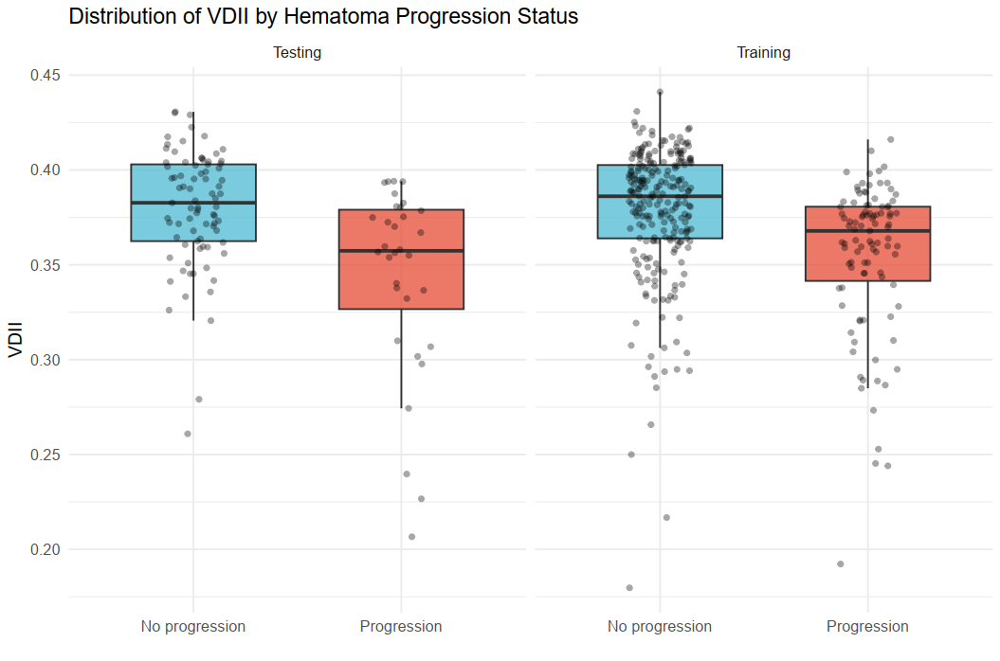 Distribution of VDII by Hematoma Progression Status
Testing
Training
VDII
0.45
0.40
0.35
0.30
0.25
0.20
No progression
Progression
No progression
Progression